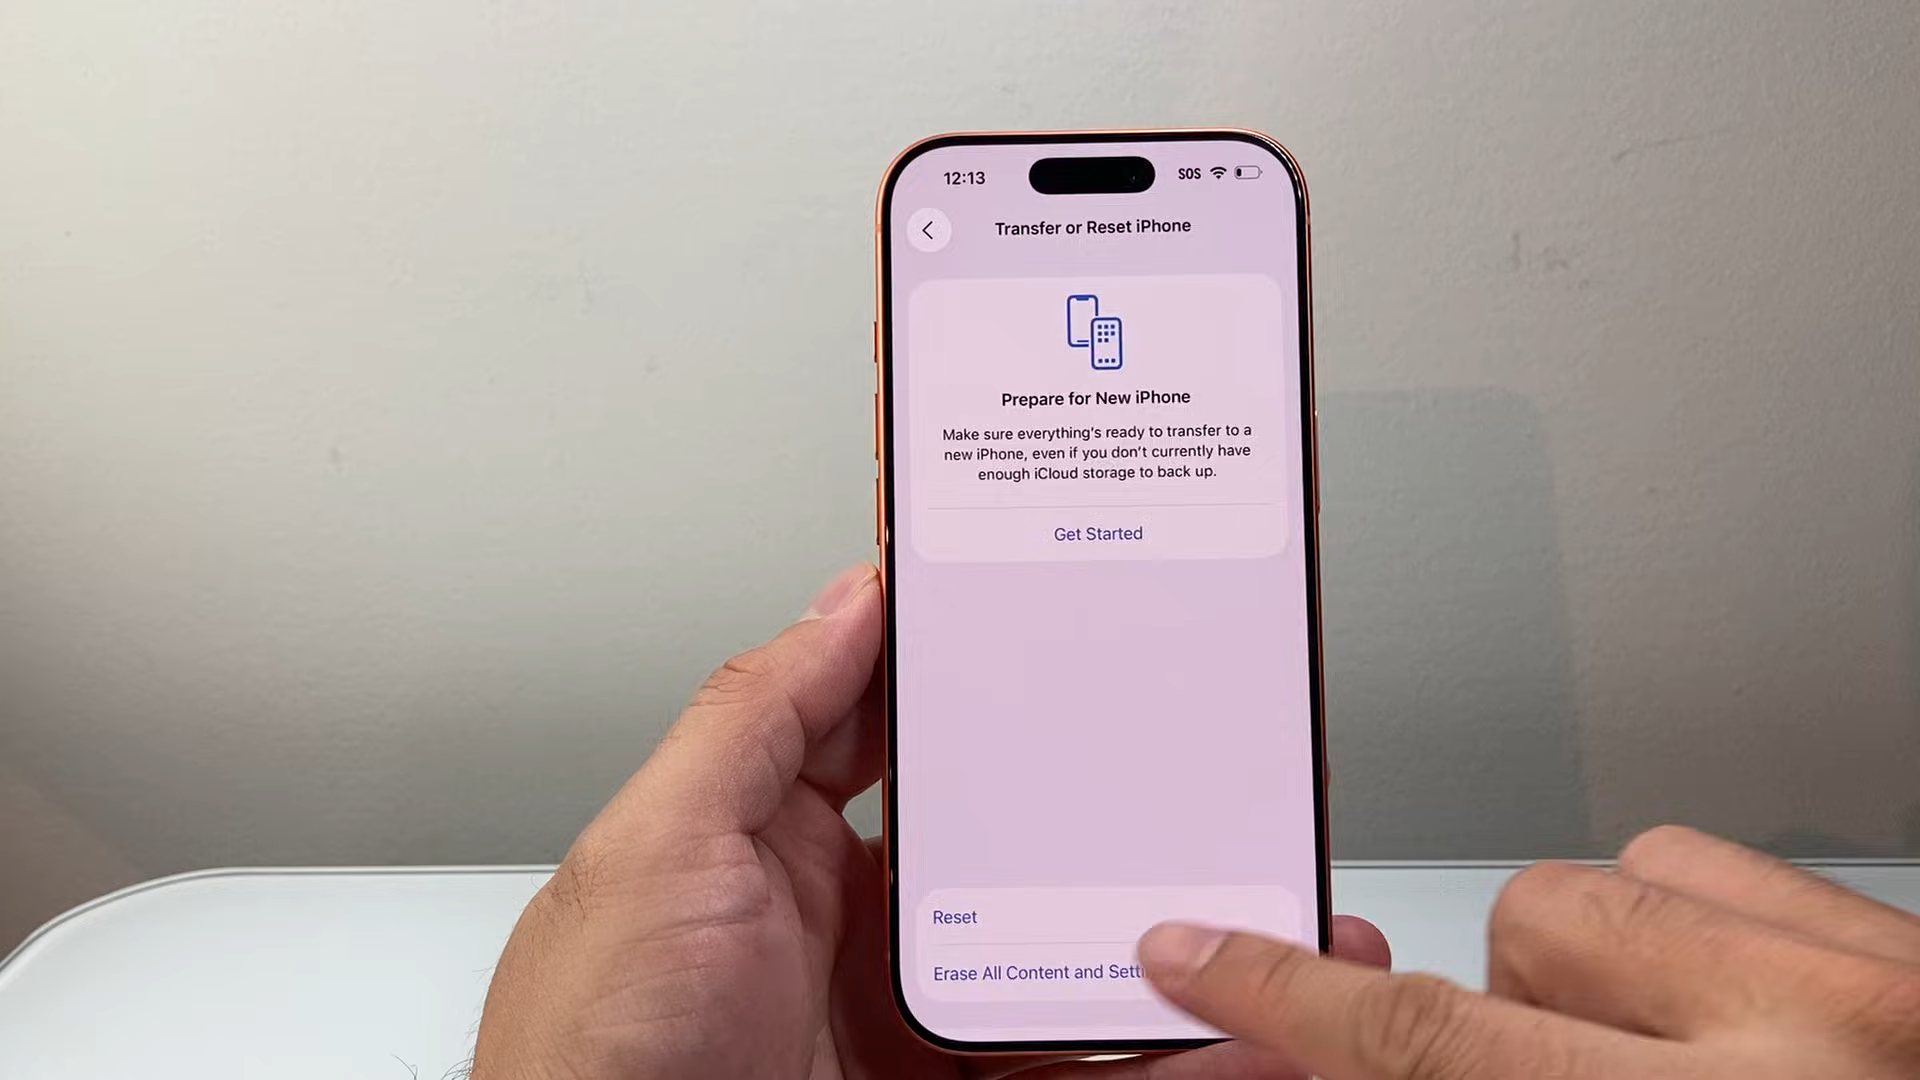 12:13
SOS
Transfer or Reset iPhone
Prepare for New iPhone
Make sure everything's ready to transfer to a
new iPhone, even if you don't currently have
enough iCloud storage to back up.
Get Started
Reset
Erase All Content and Setti